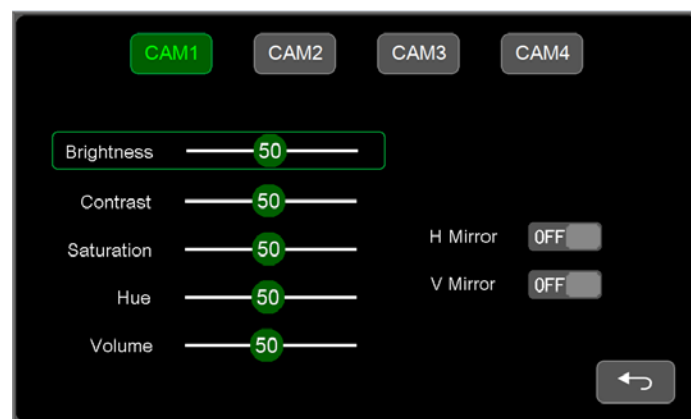 CAM1 CAM2 CAM3 CAM4
Brightness 50
Contrast 50
Saturation 50
H Mirror OFF
Hue 50
V Mirror OFF
Volume 50